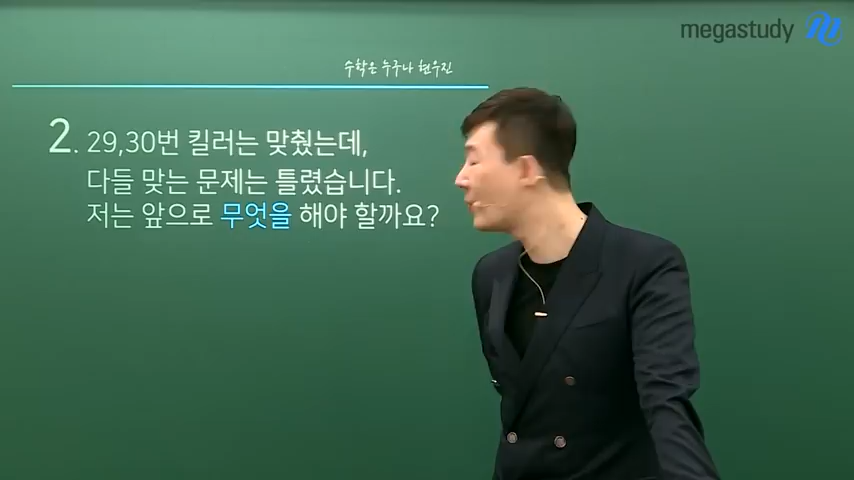 megastudy
수학은 누구나 현우진
2. 29,30번 킬러는 맞췄는데,
다들 맞는 문제는 틀렸습니다.
저는 앞으로 무엇을 해야 할까요?